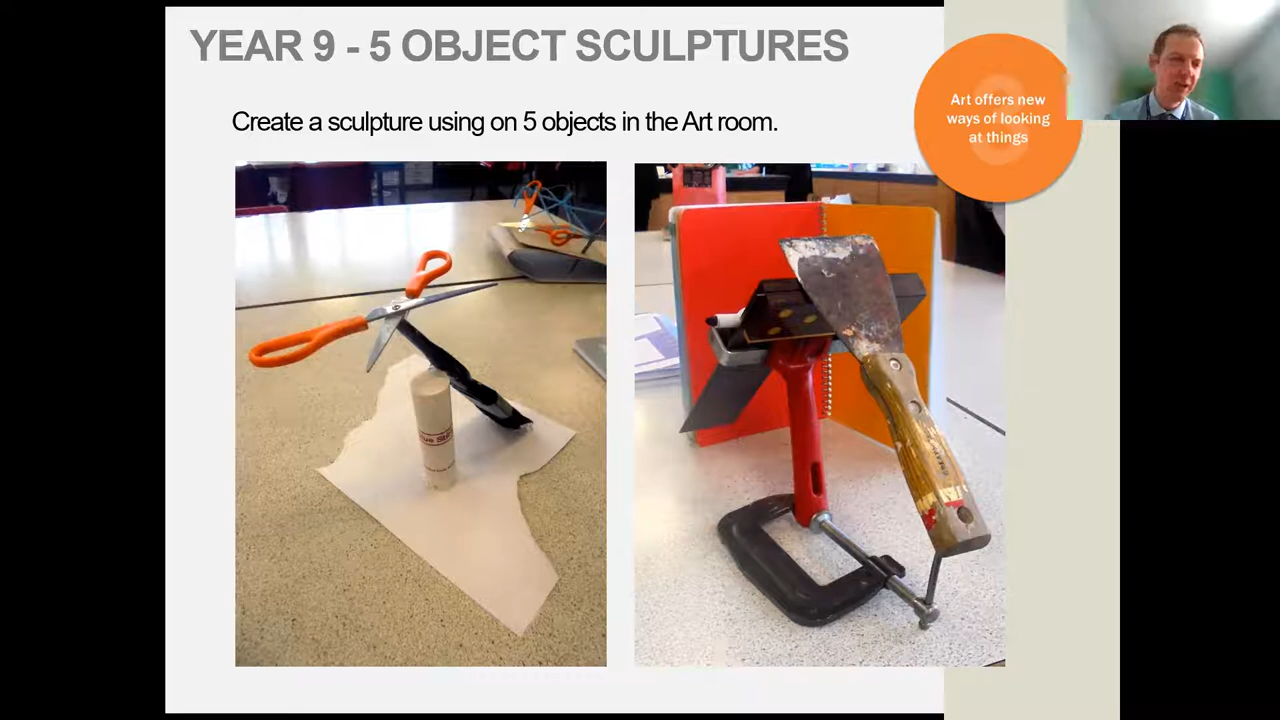 YEAR 9 - 5 OBJECT SCULPTURES
Create a sculpture using on 5 objects in the Art room.
Art offers new
ways of looking
at things